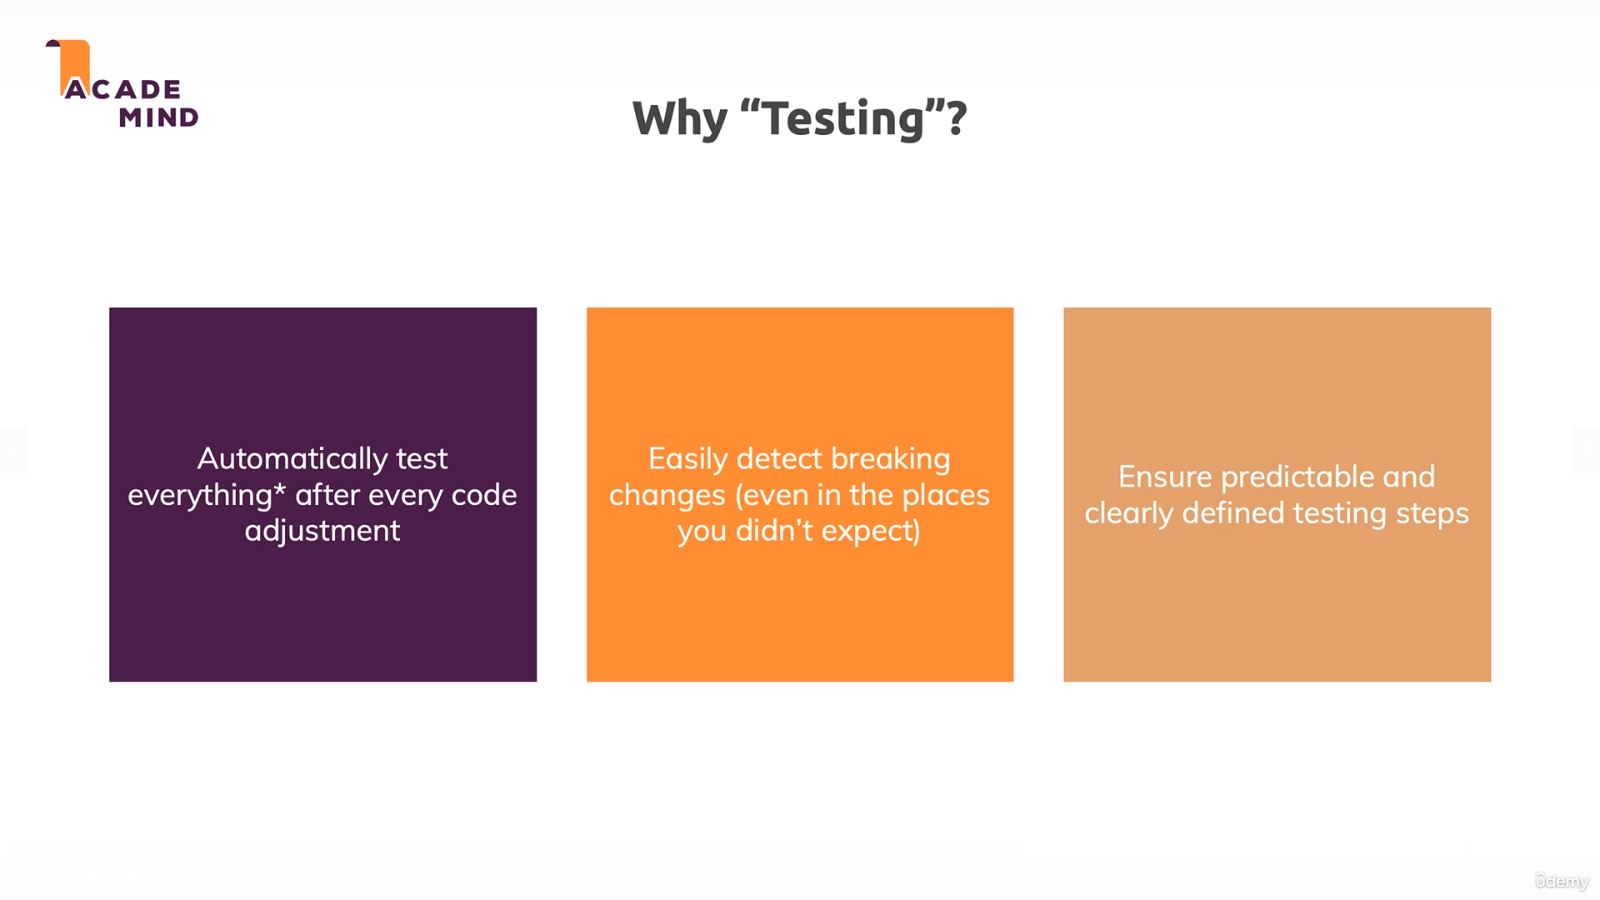 ACADE
MIND
Why “Testing”?
Automatically test
everything* after every code
adjustment
Easily detect breaking
changes (even in the places
you didn’t expect)
Ensure predictable and
clearly defined testing steps
ûdemy